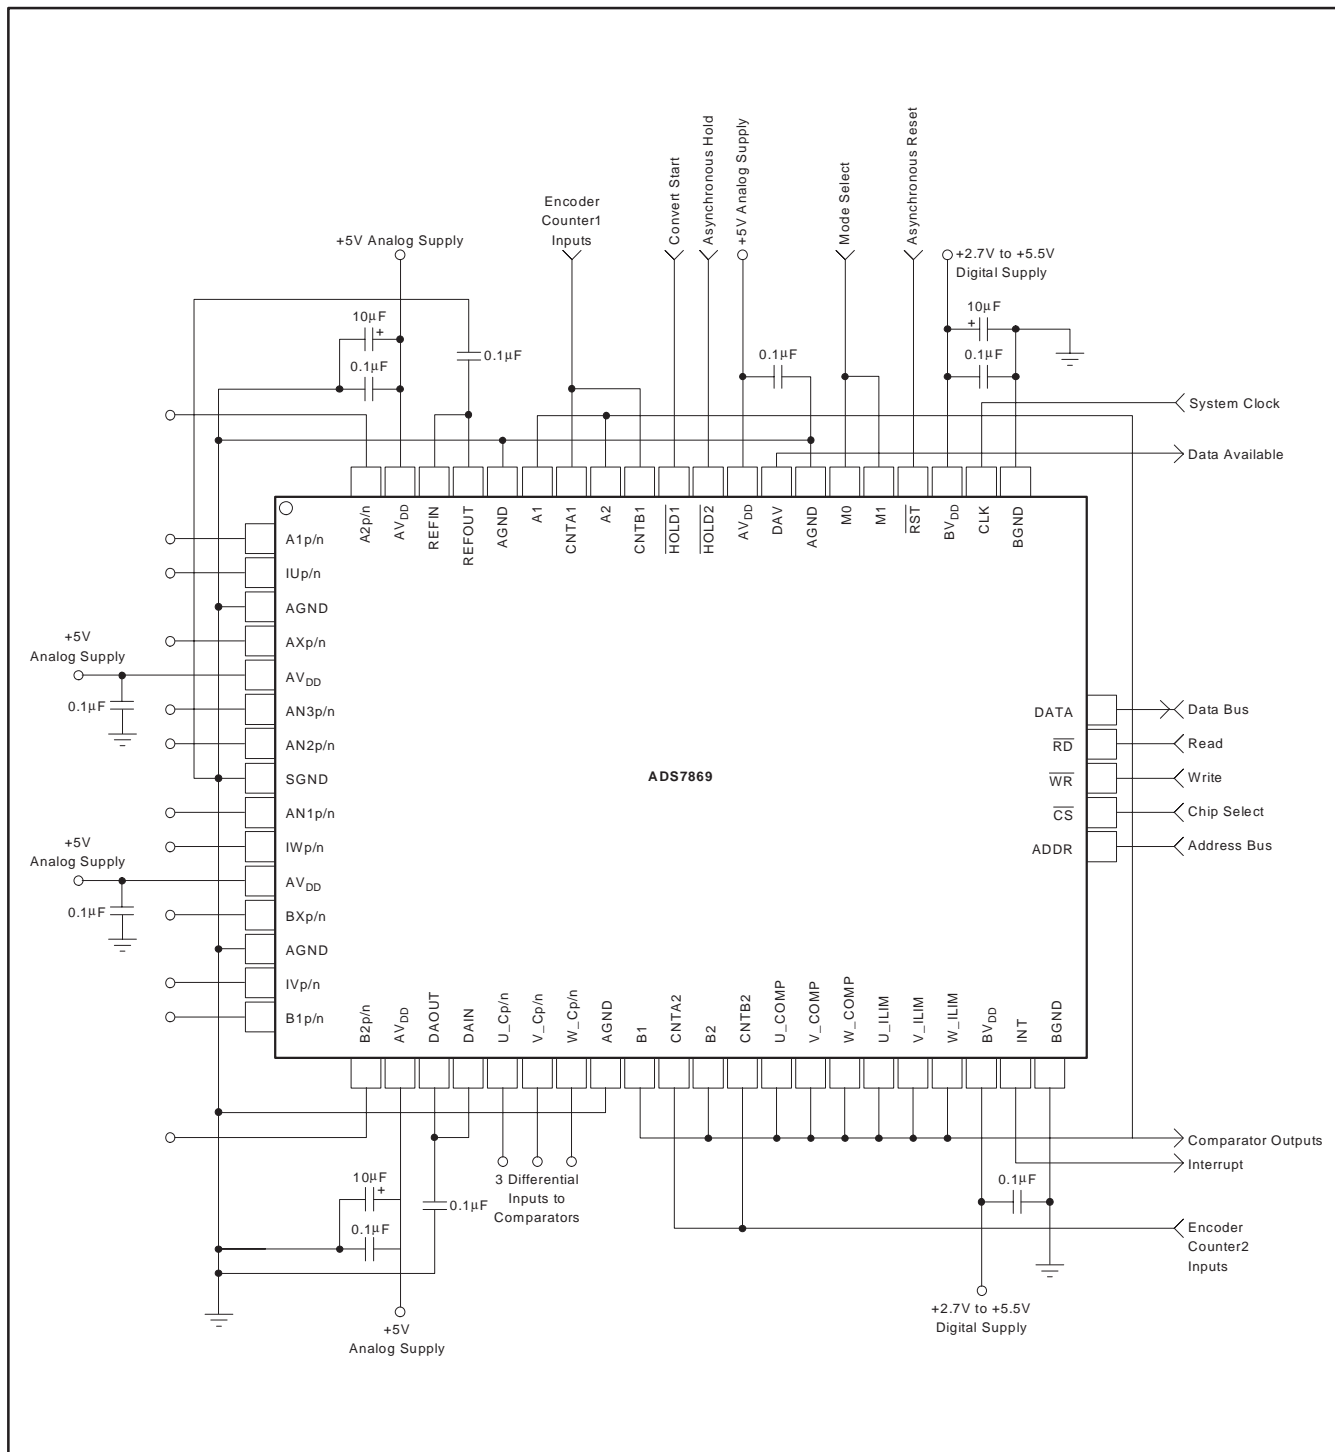 Convert Start
Asynchronous Hold
+5V Analog Supply
Mode Select
Asynchronous Reset
Encoder
Counter1
Inputs
+5V Analog Supply
+2.7V to +5.5V
Digital Supply
10µF
+
0.1µF
0.1µF
0.1µF
10µF
+
0.1µF
System Clock
Data Available
A2p/n
AVDD
REFIN
REFOUT
AGND
A1
CNTA1
A2
CNTB1
HOLD1
HOLD2
AVDD
DAV
AGND
M0
M1
RST
BVDD
CLK
BGND
A1p/n
IUp/n
AGND
AXp/n
+5V
Analog Supply
AVDD
0.1µF
AN3p/n
AN2p/n
SGND
AN1p/n
IWp/n
+5V
Analog Supply
AVDD
0.1µF
BXp/n
AGND
IVp/n
B1p/n
ADS7869
DATA
Data Bus
RD
Read
WR
Write
CS
Chip Select
ADDR
Address Bus
B2p/n
AVDD
DAOUT
DAIN
U_Cp/n
V_Cp/n
W_Cp/n
AGND
B1
CNTA2
B2
CNTB2
U_COMP
V_COMP
W_COMP
U_ILIM
V_ILIM
W_ILIM
BVDD
INT
BGND
Comparator Outputs
Interrupt
10µF
+
0.1µF
0.1µF
3 Differential
Inputs to
Comparators
0.1µF
Encoder
Counter2
Inputs
+5V
Analog Supply
+2.7V to +5.5V
Digital Supply